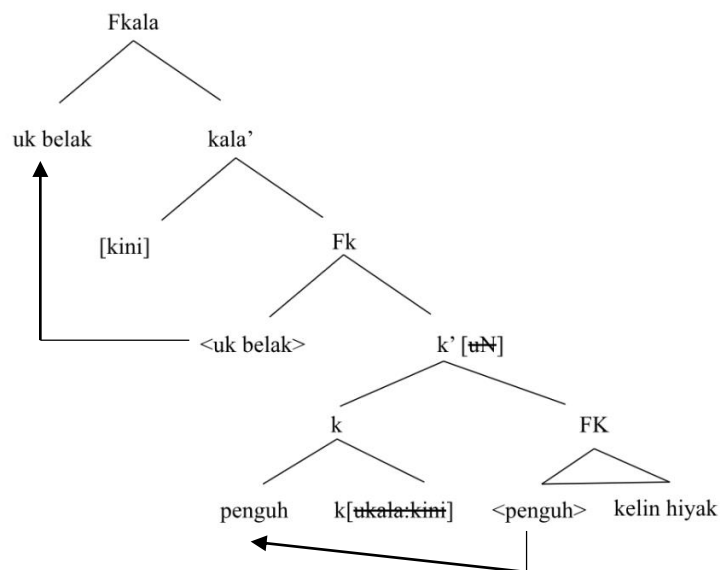 Fkala
uk belak kala’
[kini] Fk
<uk belak> k’ [uN]
k FK
penguh k[ukala:kini] <penguh> kelin hiyak